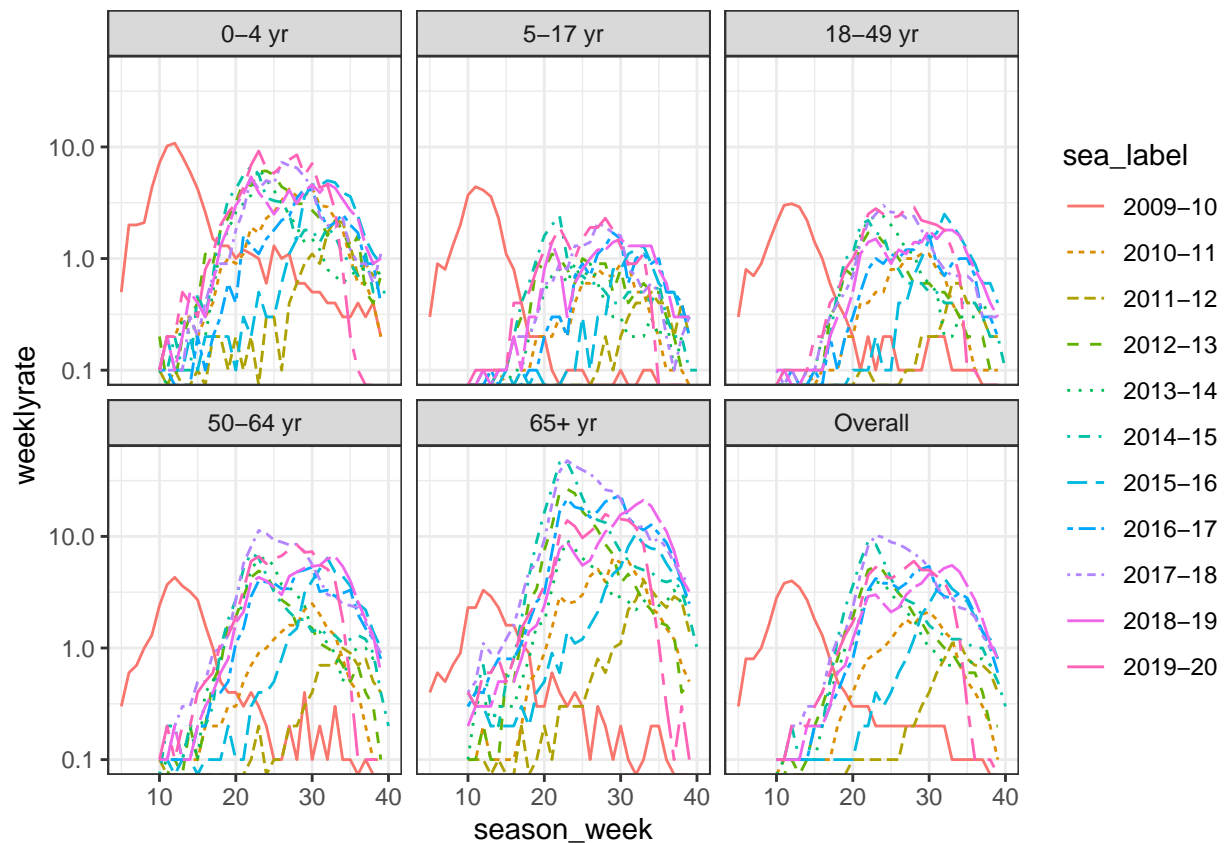 0−4 yr
5−17 yr
18−49 yr
10.0
1.0
0.1
weeklyrate
50−64 yr
65+ yr
Overall
10.0
1.0
0.1
10 20 30 40
10 20 30 40
10 20 30 40
season_week
sea_label
2009−10
2010−11
2011−12
2012−13
2013−14
2014−15
2015−16
2016−17
2017−18
2018−19
2019−20